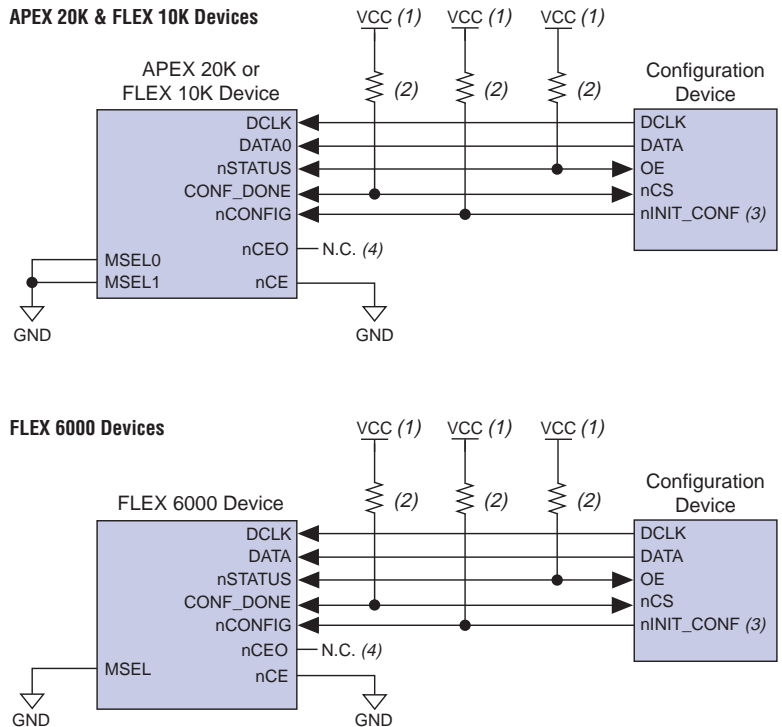 APEX 20K & FLEX 10K Devices
VCC (1) VCC (1) VCC (1)
APEX 20K or
FLEX 10K Device
(2) (2) (2)
Configuration
Device
DCLK DCLK
DATA0 DATA
nSTATUS OE
CONF_DONE nCS
nCONFIG nINIT_CONF (3)
nCEO N.C. (4)
MSEL0
MSEL1 nCE
GND GND
FLEX 6000 Devices
VCC (1) VCC (1) VCC (1)
FLEX 6000 Device
(2) (2) (2)
Configuration
Device
DCLK DCLK
DATA DATA
nSTATUS OE
CONF_DONE nCS
nCONFIG nINIT_CONF (3)
nCEO N.C. (4)
MSEL nCE
GND GND